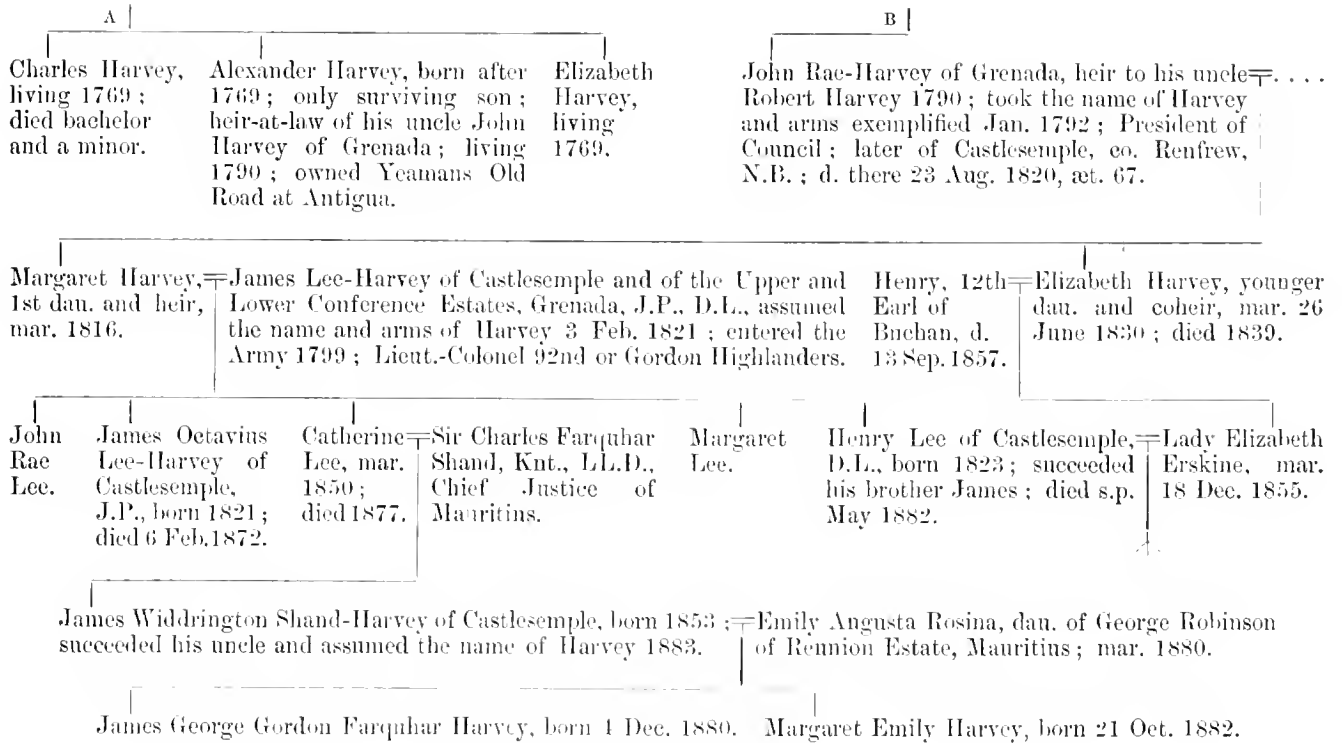 A B
Charles Harvey,
living 1769 ;
died bachelor
and a minor.
Alexander Harvey, born after
1769 ; only surviving son ;
heir-at-law of his uncle John
Harvey of Grenada ; living
1790 ; owned Yeamans Old
Road at Antigua.
Elizabeth
Harvey,
living
1769.
John Rae-Harvey of Grenada, heir to his uncle=. . . .
Robert Harvey 1790 ; took the name of Harvey
and arms exemplified Jan. 1792 ; President of
Council ; later of Castlesemple, co. Renfrew,
N.B. ; d. there 23 Aug. 1820, æt. 67.
Margaret Harvey,=
1st dau. and heir,
mar. 1816.
James Lee-Harvey of Castlesemple and of the Upper and
Lower Conference Estates, Grenada, J.P., D.L., assumed
the name and arms of Harvey 3 Feb. 1821 ; entered the
Army 1799 ; Lieut.-Colonel 92nd or Gordon Highlanders.
Henry, 12th=
Earl of
Buchan, d.
13 Sep. 1857.
Elizabeth Harvey, younger
dau. and coheir, mar. 26
June 1830 ; died 1839.
John
Rae
Lee.
James Octavius
Lee-Harvey of
Castlesemple,
J.P., born 1821 ;
died 6 Feb. 1872.
Catherine=
Lee, mar.
1850 ;
died 1877.
Sir Charles Farquhar
Shand, Knt., LL.D.,
Chief Justice of
Mauritius.
Margaret
Lee.
Henry Lee of Castlesemple,=
D.L., born 1823 ; succeeded
his brother James ; died s.p.
May 1882.
Lady Elizabeth
Erskine, mar.
18 Dec. 1855.
James Widdrington Shand-Harvey of Castlesemple, born 1853 ;=
succeeded his uncle and assumed the name of Harvey 1883.
Emily Augusta Rosina, dau. of George Robinson
of Réunion Estate, Mauritius ; mar. 1880.
James George Gordon Farquhar Harvey, born 4 Dec. 1880.
Margaret Emily Harvey, born 21 Oct. 1882.